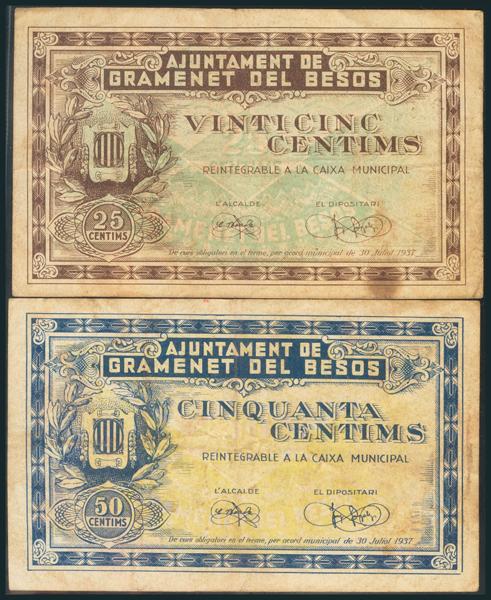 AJUNTAMENT DE
GRAMENET DEL BESOS
VINTICINC
CENTIMS
REINTEGRABLE A LA CAIXA MUNICIPAL
L'ALCALDE EL DIPOSITARI
25
CENTIMS
De curs obligatori en el terme, per acord municipal de 30 Juliol 1937
AJUNTAMENT DE
GRAMENET DEL BESOS
CINQUANTA
CENTIMS
REINTEGRABLE A LA CAIXA MUNICIPAL
L'ALCALDE EL DIPOSITARI
50
CENTIMS
De curs obligatori en el terme, per acord municipal de 30 Juliol 1937